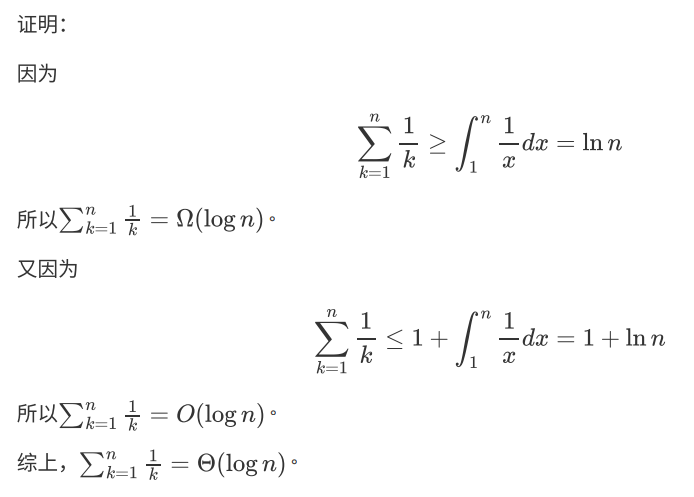 证明：
因为
$$\sum_{k=1}^{n} \frac{1}{k} \geq \int_{1}^{n} \frac{1}{x} dx = \ln n$$
所以$\sum_{k=1}^{n} \frac{1}{k} = \Omega(\log n)$。
又因为
$$\sum_{k=1}^{n} \frac{1}{k} \leq 1 + \int_{1}^{n} \frac{1}{x} dx = 1 + \ln n$$
所以$\sum_{k=1}^{n} \frac{1}{k} = O(\log n)$。
综上，$\sum_{k=1}^{n} \frac{1}{k} = \Theta(\log n)$。